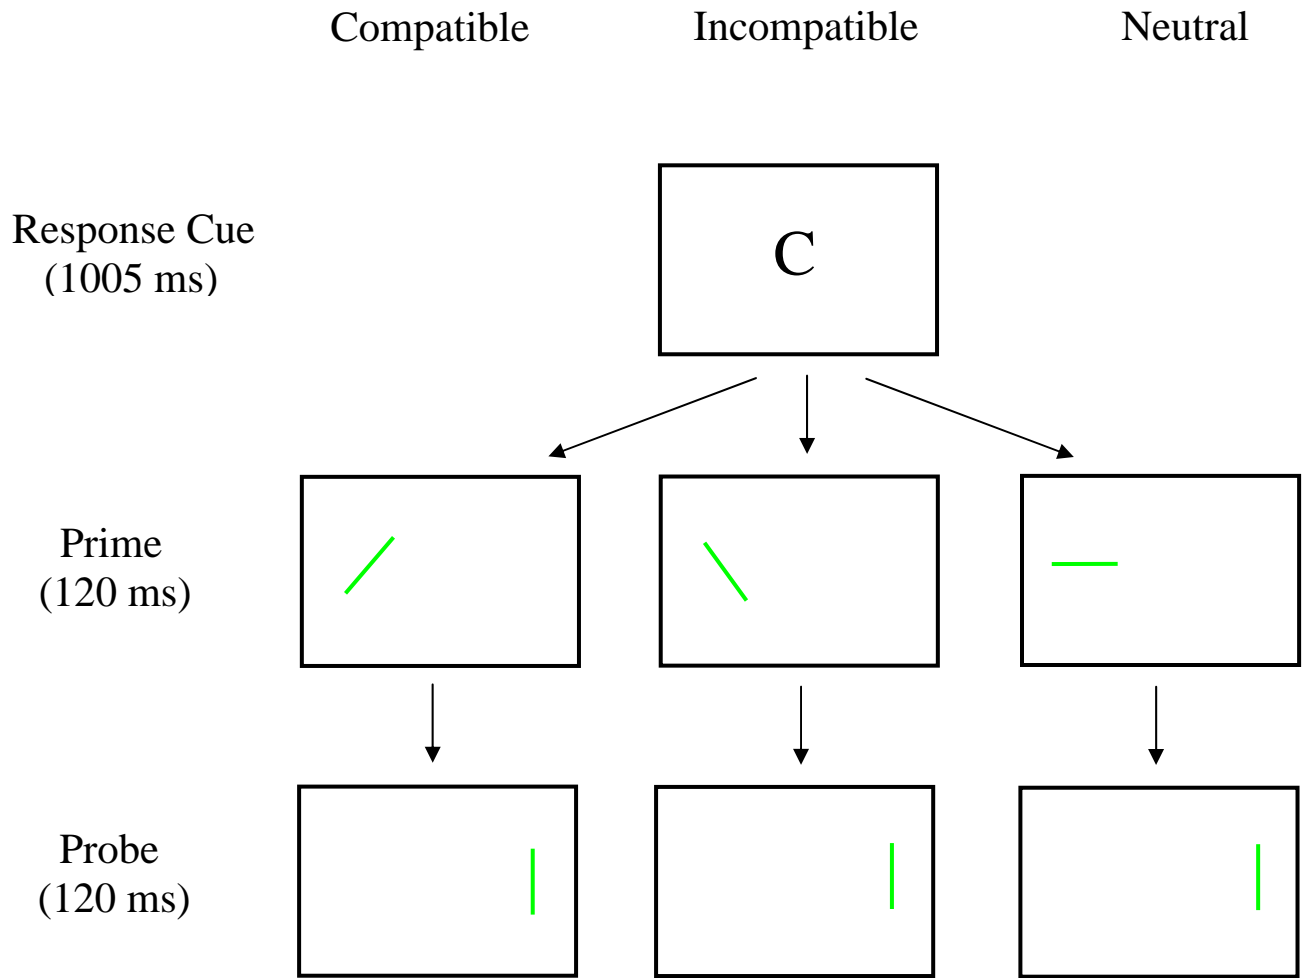 Compatible
Incompatible
Neutral
Response Cue
(1005 ms)
C
Prime
(120 ms)
Probe
(120 ms)